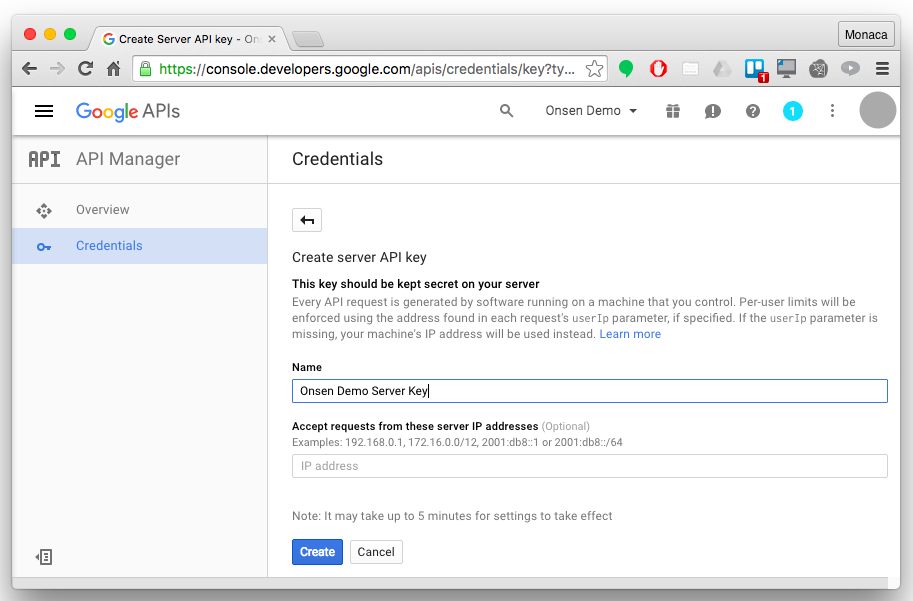 Create Server API key - On
Monaca
https://console.developers.google.com/apis/credentials/key?ty...
1
Google APIs
Onsen Demo
1
API API Manager
Credentials
Overview
Credentials
Create server API key
This key should be kept secret on your server
Every API request is generated by software running on a machine that you control. Per-user limits will be
enforced using the address found in each request's userIp parameter, if specified. If the userIp parameter is
missing, your machine's IP address will be used instead. Learn more
Name
Onsen Demo Server Key
Accept requests from these server IP addresses (Optional)
Examples: 192.168.0.1, 172.16.0.0/12, 2001:db8::1 or 2001:db8::/64
IP address
Note: It may take up to 5 minutes for settings to take effect
Create
Cancel